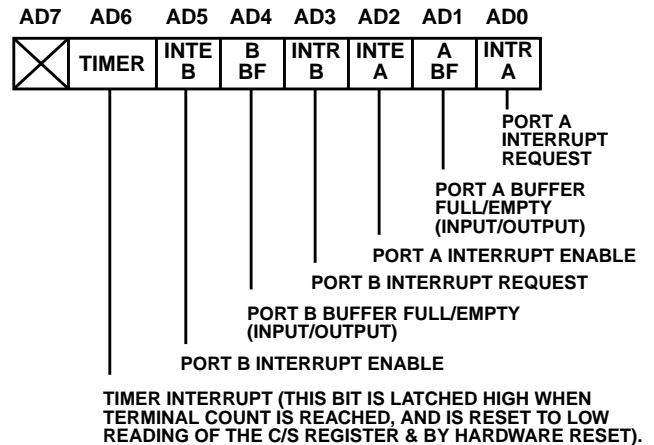 AD7 AD6 AD5 AD4 AD3 AD2 AD1 AD0
TIMER
INTE
B
B
BF
INTR
B
INTE
A
A
BF
INTR
A
PORT A
INTERRUPT
REQUEST
PORT A BUFFER
FULL/EMPTY
(INPUT/OUTPUT)
PORT A INTERRUPT ENABLE
PORT B INTERRUPT REQUEST
PORT B BUFFER FULL/EMPTY
(INPUT/OUTPUT)
PORT B INTERRUPT ENABLE
TIMER INTERRUPT (THIS BIT IS LATCHED HIGH WHEN
TERMINAL COUNT IS REACHED, AND IS RESET TO LOW
READING OF THE C/S REGISTER & BY HARDWARE RESET).